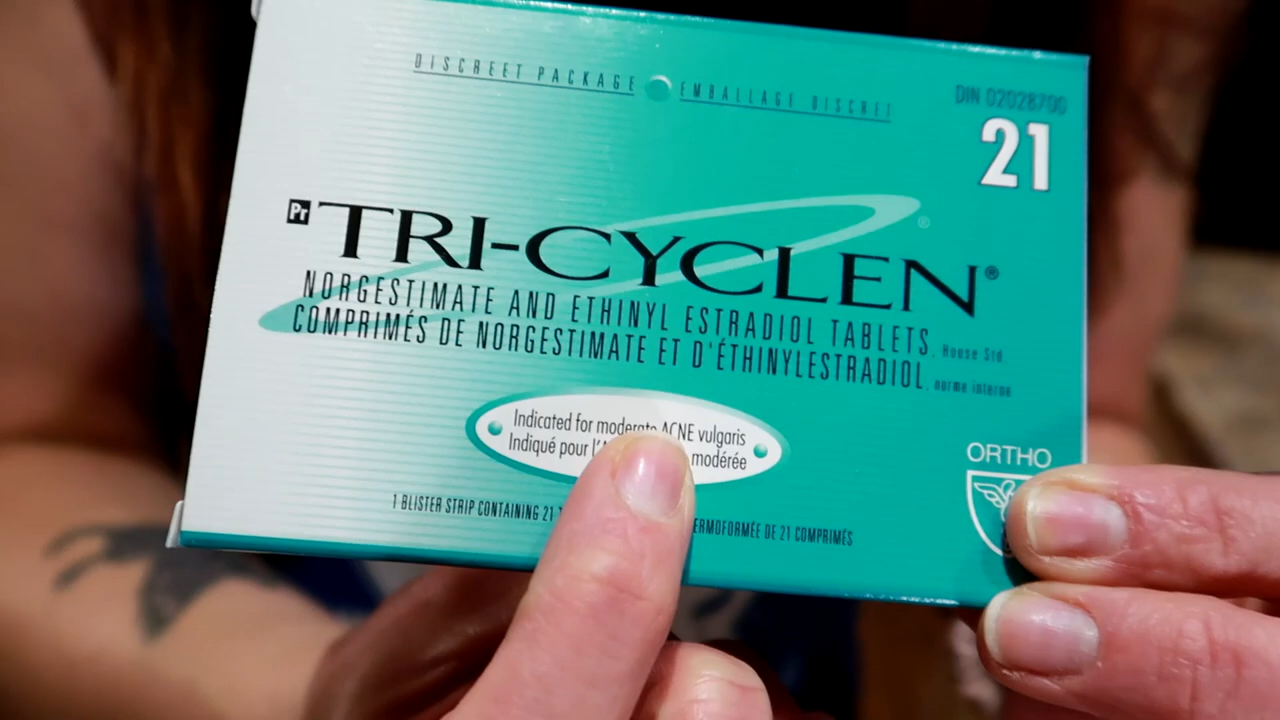 DISCREET PACKAGE EMBALLAGE DISCRET
DIN 02028700
21
Pr TRI-CYCLEN®
NORGESTIMATE AND ETHINYL ESTRADIOL TABLETS, House Std.
COMPRIMÉS DE NORGESTIMATE ET D'ÉTHINYLESTRADIOL, norme interne
Indicated for moderate ACNE vulgaris
Indiqué pour l' modérée
ORTHO
1 BLISTER STRIP CONTAINING 21 DE 21 COMPRIMÉS